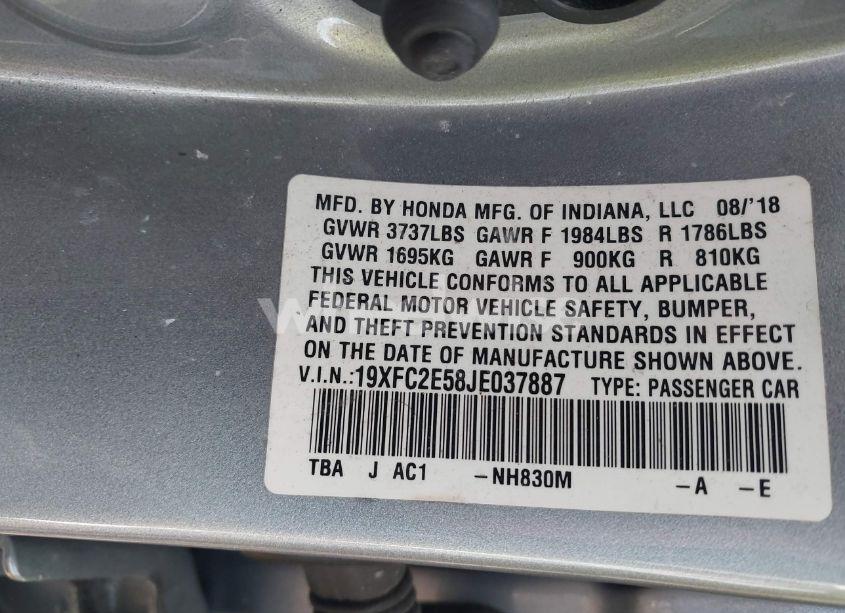 MFD. BY HONDA MFG. OF INDIANA, LLC 08/'18
GVWR 3737LBS GAWR F 1984LBS R 1786LBS
GVWR 1695KG GAWR F 900KG R 810KG
THIS VEHICLE CONFORMS TO ALL APPLICABLE
FEDERAL MOTOR VEHICLE SAFETY, BUMPER,
AND THEFT PREVENTION STANDARDS IN EFFECT
ON THE DATE OF MANUFACTURE SHOWN ABOVE.
V.I.N.:19XFC2E58JE037887 TYPE: PASSENGER CAR
TBA J AC1 -NH830M -A -E